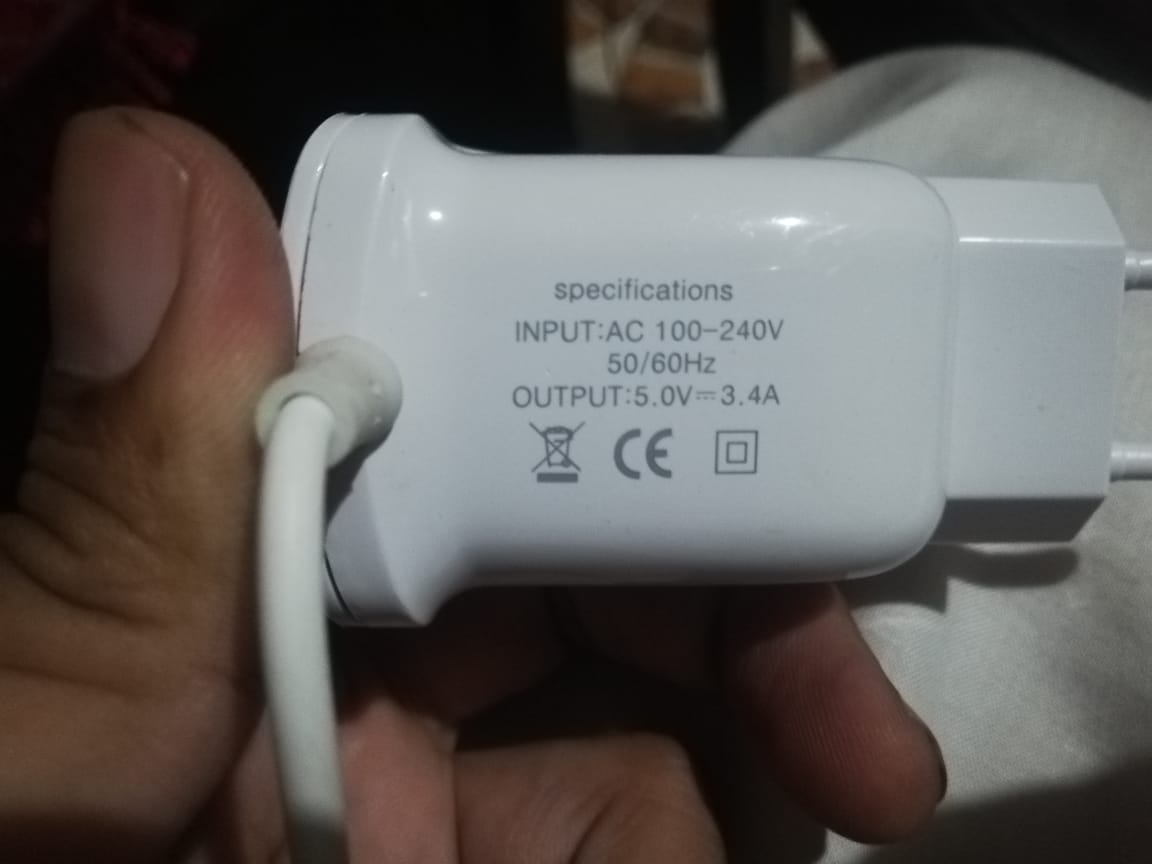 specifications
INPUT:AC 100-240V
50/60Hz
OUTPUT:5.0V⎓3.4A
CE